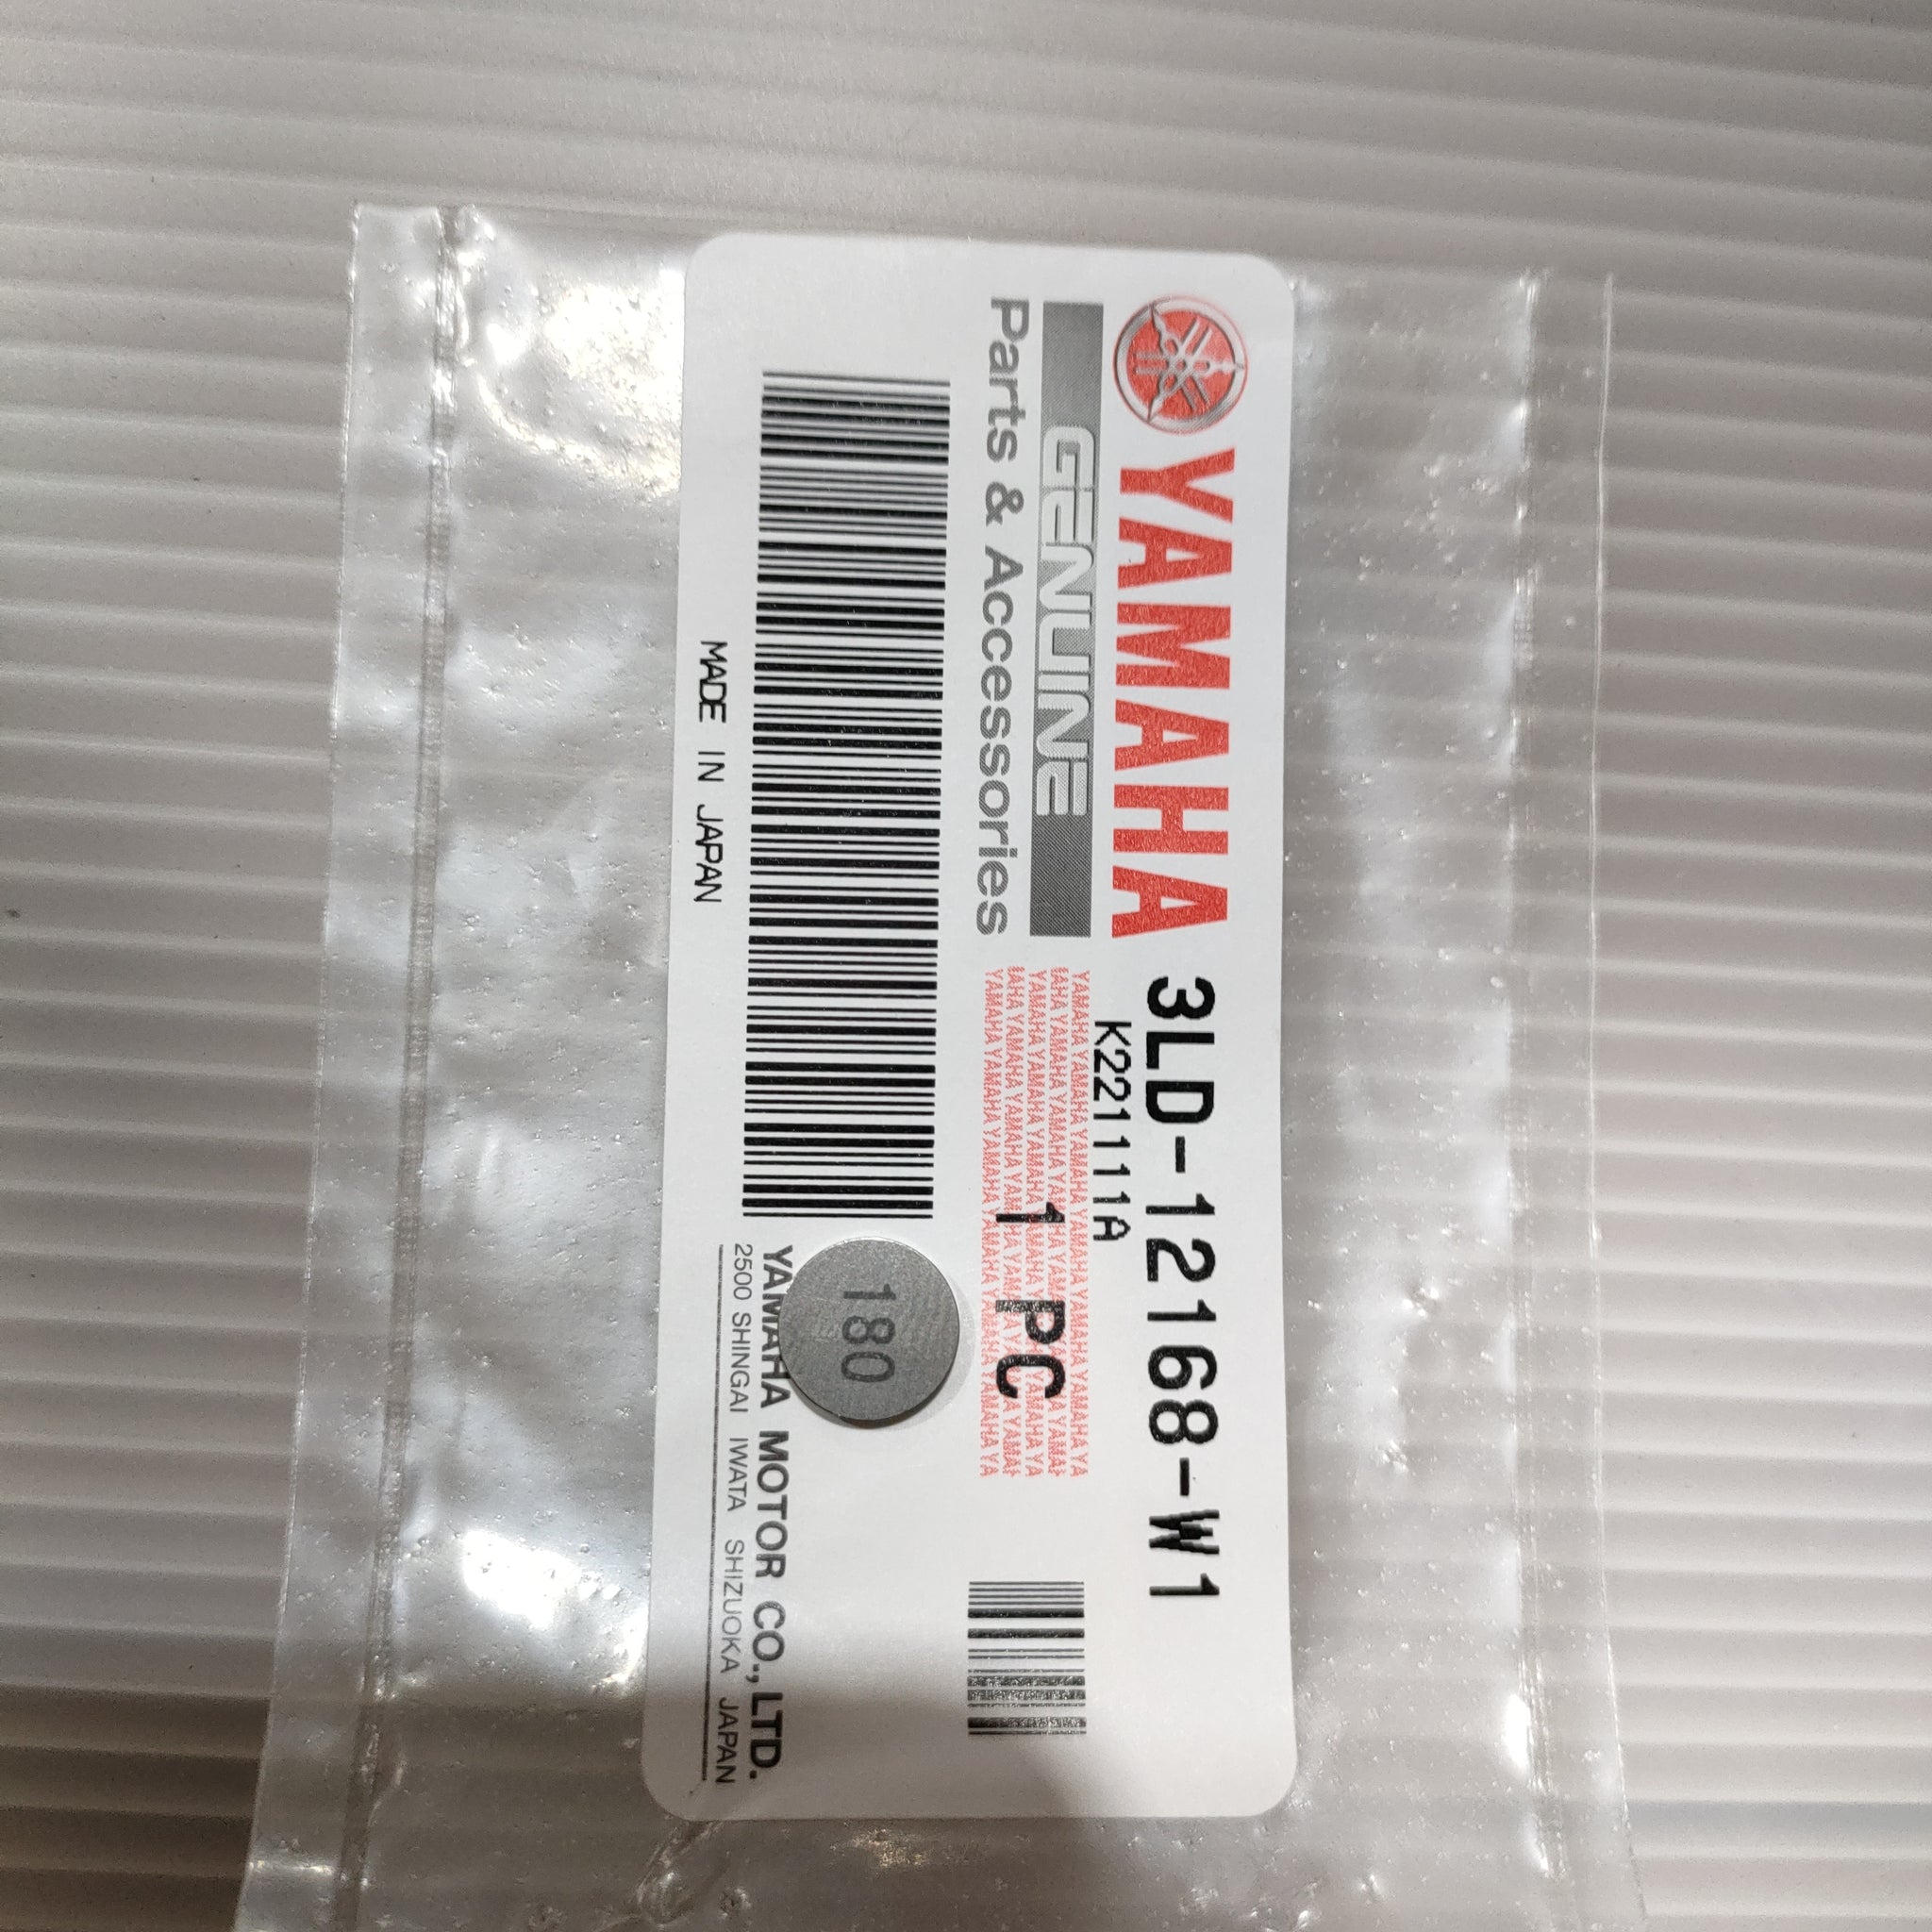 YAMAHA
GENUINE
Parts & Accessories
3LD-12168-W1
K221111A
1 PC
MADE IN JAPAN
180
YAMAHA MOTOR CO., LTD.
2500 SHINGAI IWATA SHIZUOKA JAPAN